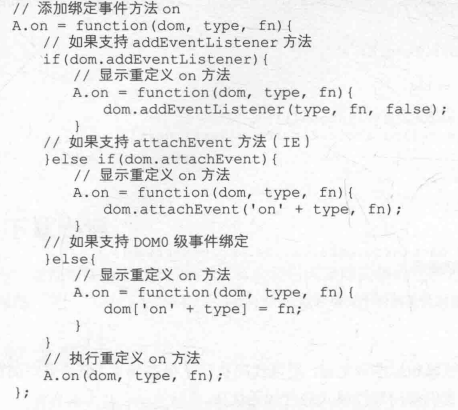 // 添加绑定事件方法 on
A.on = function(dom, type, fn){
    // 如果支持 addEventListener 方法
    if(dom.addEventListener){
        // 显示重定义 on 方法
        A.on = function(dom, type, fn){
            dom.addEventListener(type, fn, false);
        }
    // 如果支持 attachEvent 方法 ( IE )
    }else if(dom.attachEvent){
        // 显示重定义 on 方法
        A.on = function(dom, type, fn){
            dom.attachEvent('on' + type, fn);
        }
    // 如果支持 DOM0 级事件绑定
    }else{
        // 显示重定义 on 方法
        A.on = function(dom, type, fn){
            dom['on' + type] = fn;
        }
    }
    // 执行重定义 on 方法
    A.on(dom, type, fn);
};